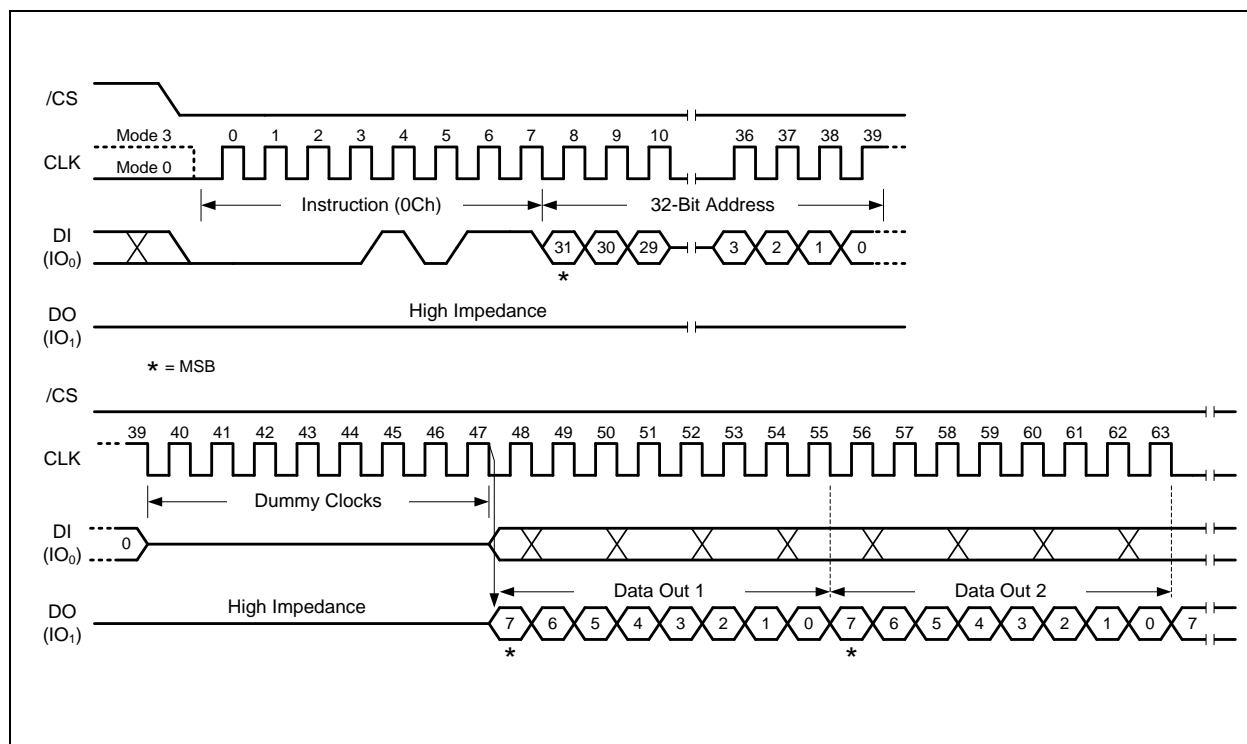 /CS
Mode 3
0 1 2 3 4 5 6 7 8 9 10 36 37 38 39
CLK
Mode 0
Instruction (0Ch)
32-Bit Address
DI
(IO0)
31 30 29 3 2 1 0
*
High Impedance
DO
(IO1)
* = MSB
/CS
39 40 41 42 43 44 45 46 47 48 49 50 51 52 53 54 55 56 57 58 59 60 61 62 63
CLK
Dummy Clocks
DI
(IO0)
0
Data Out 1
Data Out 2
High Impedance
DO
(IO1)
7 6 5 4 3 2 1 0 7 6 5 4 3 2 1 0 7
* *